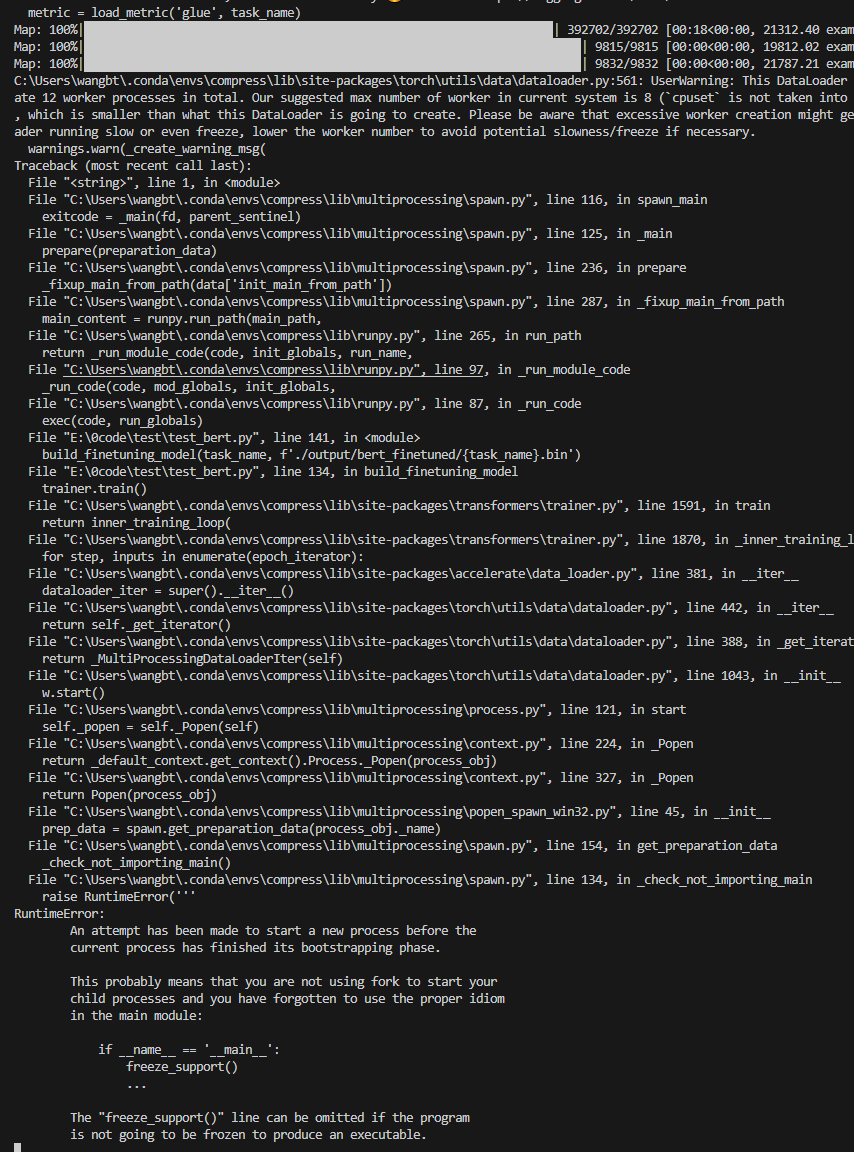 metric = load_metric('glue', task_name)
Map: 100%| | 392702/392702 [00:18<00:00, 21312.40 exam
Map: 100%| | 9815/9815 [00:00<00:00, 19812.02 exam
Map: 100%| | 9832/9832 [00:00<00:00, 21787.21 exam
C:\Users\wangbt\.conda\envs\compress\lib\site-packages\torch\utils\data\dataloader.py:561: UserWarning: This DataLoader
ate 12 worker processes in total. Our suggested max number of worker in current system is 8 (`cpuset` is not taken into
, which is smaller than what this DataLoader is going to create. Please be aware that excessive worker creation might ge
ader running slow or even freeze, lower the worker number to avoid potential slowness/freeze if necessary.
  warnings.warn(_create_warning_msg(
Traceback (most recent call last):
  File "<string>", line 1, in <module>
  File "C:\Users\wangbt\.conda\envs\compress\lib\multiprocessing\spawn.py", line 116, in spawn_main
    exitcode = _main(fd, parent_sentinel)
  File "C:\Users\wangbt\.conda\envs\compress\lib\multiprocessing\spawn.py", line 125, in _main
    prepare(preparation_data)
  File "C:\Users\wangbt\.conda\envs\compress\lib\multiprocessing\spawn.py", line 236, in prepare
    _fixup_main_from_path(data['init_main_from_path'])
  File "C:\Users\wangbt\.conda\envs\compress\lib\multiprocessing\spawn.py", line 287, in _fixup_main_from_path
    main_content = runpy.run_path(main_path,
  File "C:\Users\wangbt\.conda\envs\compress\lib\runpy.py", line 265, in run_path
    return _run_module_code(code, init_globals, run_name,
  File "C:\Users\wangbt\.conda\envs\compress\lib\runpy.py", line 97, in _run_module_code
    _run_code(code, mod_globals, init_globals,
  File "C:\Users\wangbt\.conda\envs\compress\lib\runpy.py", line 87, in _run_code
    exec(code, run_globals)
  File "E:\0code\test\test_bert.py", line 141, in <module>
    build_finetuning_model(task_name, f'./output/bert_finetuned/{task_name}.bin')
  File "E:\0code\test\test_bert.py", line 134, in build_finetuning_model
    trainer.train()
  File "C:\Users\wangbt\.conda\envs\compress\lib\site-packages\transformers\trainer.py", line 1591, in train
    return inner_training_loop(
  File "C:\Users\wangbt\.conda\envs\compress\lib\site-packages\transformers\trainer.py", line 1870, in _inner_training_l
    for step, inputs in enumerate(epoch_iterator):
  File "C:\Users\wangbt\.conda\envs\compress\lib\site-packages\accelerate\data_loader.py", line 381, in __iter__
    dataloader_iter = super().__iter__()
  File "C:\Users\wangbt\.conda\envs\compress\lib\site-packages\torch\utils\data\dataloader.py", line 442, in __iter__
    return self._get_iterator()
  File "C:\Users\wangbt\.conda\envs\compress\lib\site-packages\torch\utils\data\dataloader.py", line 388, in _get_iterat
    return _MultiProcessingDataLoaderIter(self)
  File "C:\Users\wangbt\.conda\envs\compress\lib\site-packages\torch\utils\data\dataloader.py", line 1043, in __init__
    w.start()
  File "C:\Users\wangbt\.conda\envs\compress\lib\multiprocessing\process.py", line 121, in start
    self._popen = self._Popen(self)
  File "C:\Users\wangbt\.conda\envs\compress\lib\multiprocessing\context.py", line 224, in _Popen
    return _default_context.get_context().Process._Popen(process_obj)
  File "C:\Users\wangbt\.conda\envs\compress\lib\multiprocessing\context.py", line 327, in _Popen
    return Popen(process_obj)
  File "C:\Users\wangbt\.conda\envs\compress\lib\multiprocessing\popen_spawn_win32.py", line 45, in __init__
    prep_data = spawn.get_preparation_data(process_obj._name)
  File "C:\Users\wangbt\.conda\envs\compress\lib\multiprocessing\spawn.py", line 154, in get_preparation_data
    _check_not_importing_main()
  File "C:\Users\wangbt\.conda\envs\compress\lib\multiprocessing\spawn.py", line 134, in _check_not_importing_main
    raise RuntimeError('''
RuntimeError:
        An attempt has been made to start a new process before the
        current process has finished its bootstrapping phase.
        This probably means that you are not using fork to start your
        child processes and you have forgotten to use the proper idiom
        in the main module:
            if __name__ == '__main__':
                freeze_support()
                ...
        The "freeze_support()" line can be omitted if the program
        is not going to be frozen to produce an executable.